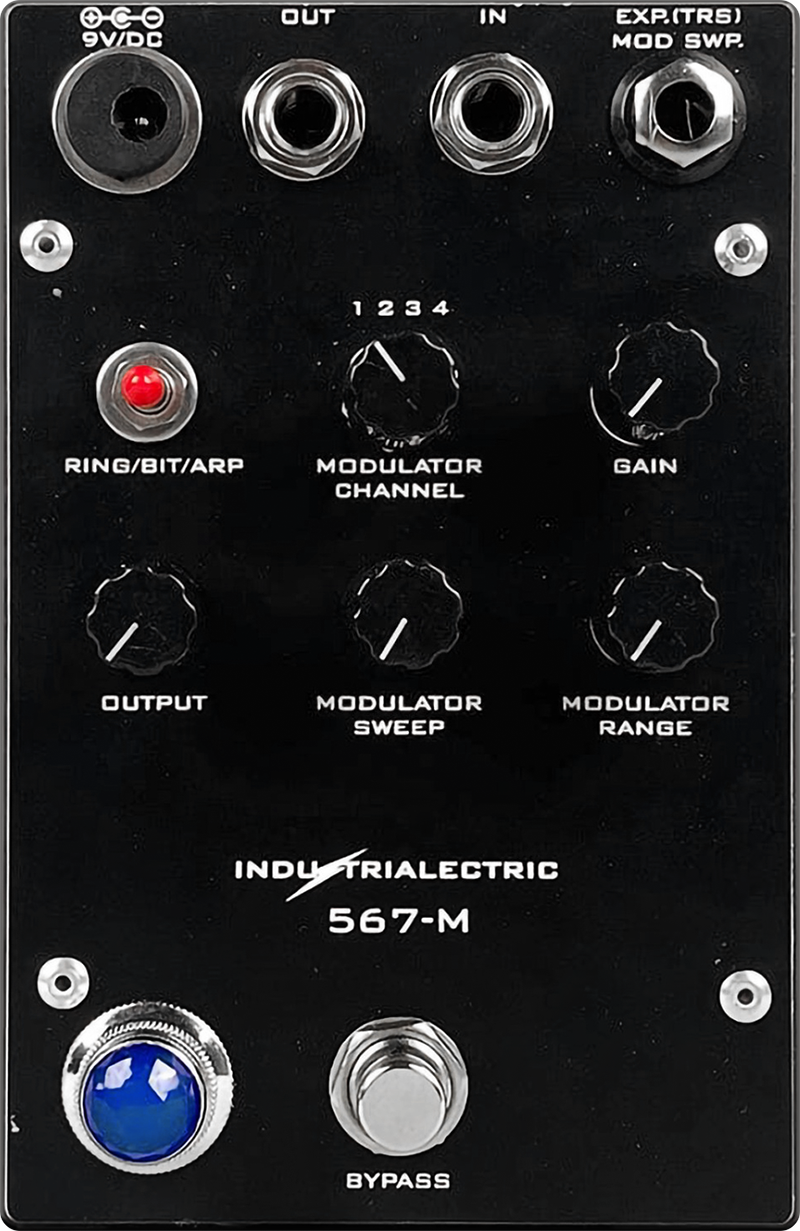 OUT
IN
EXP.(TRS)
MOD SWP.
9V/DC
1 2 3 4
RING/BIT/ARP
MODULATOR
CHANNEL
GAIN
OUTPUT
MODULATOR
SWEEP
MODULATOR
RANGE
INDUSTRIALECTRIC
567-M
BYPASS